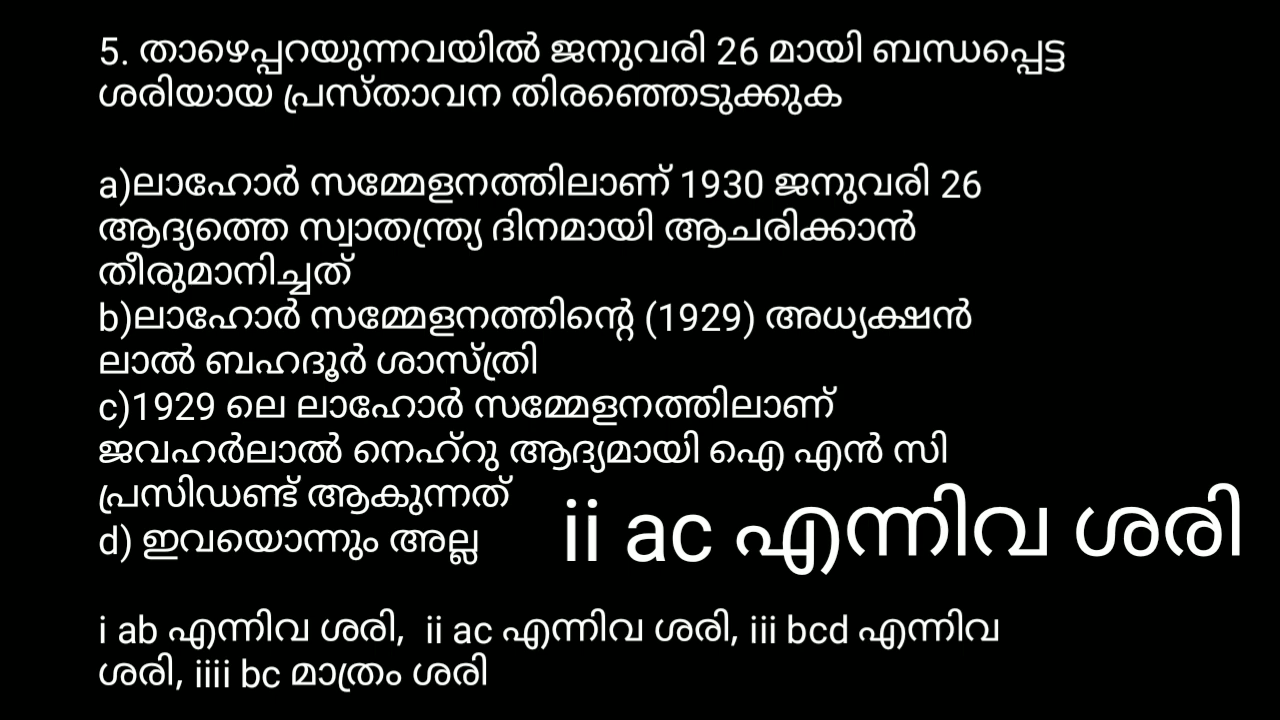 5. താഴെപ്പറയുന്നവയിൽ ജനുവരി 26 മായി ബന്ധപ്പെട്ട
ശരിയായ പ്രസ്താവന തിരഞ്ഞെടുക്കുക
a)ലാഹോർ സമ്മേളനത്തിലാണ് 1930 ജനുവരി 26
ആദ്യത്തെ സ്വാതന്ത്ര്യ ദിനമായി ആചരിക്കാൻ
തീരുമാനിച്ചത്
b)ലാഹോർ സമ്മേളനത്തിന്റെ (1929) അധ്യക്ഷൻ
ലാൽ ബഹദൂർ ശാസ്ത്രി
c)1929 ലെ ലാഹോർ സമ്മേളനത്തിലാണ്
ജവഹർലാൽ നെഹ്റു ആദ്യമായി ഐ എൻ സി
പ്രസിഡണ്ട് ആകുന്നത്
d) ഇവയൊന്നും അല്ല
ii ac എന്നിവ ശരി
i ab എന്നിവ ശരി,  ii ac എന്നിവ ശരി, iii bcd എന്നിവ
ശരി, iiii bc മാത്രം ശരി